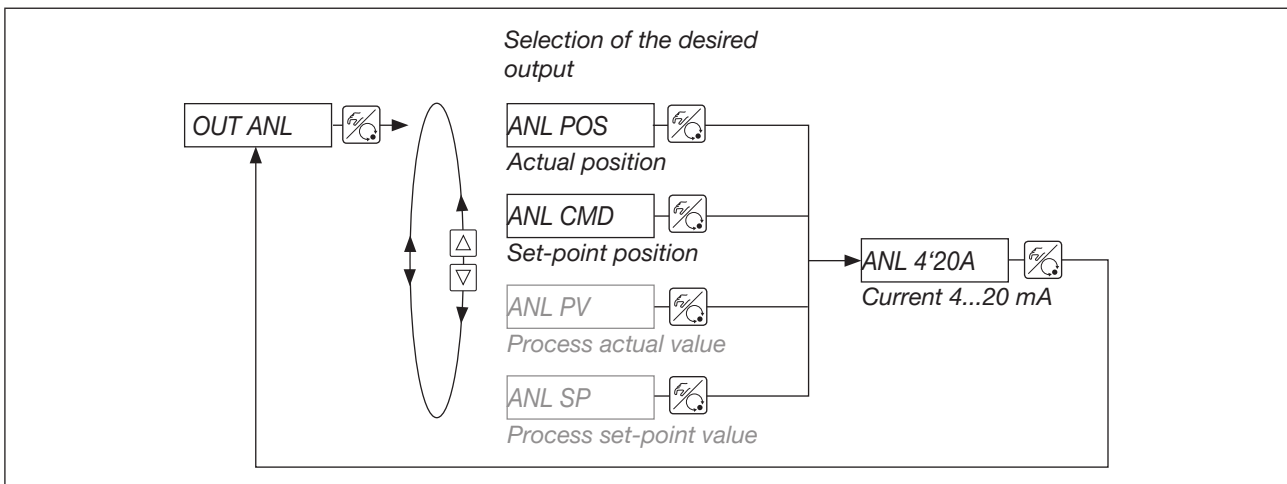 Selection of the desired
output
OUT ANL
ANL POS
Actual position
ANL CMD
Set-point position
ANL 4‘20A
Current 4...20 mA
ANL PV
Process actual value
ANL SP
Process set-point value